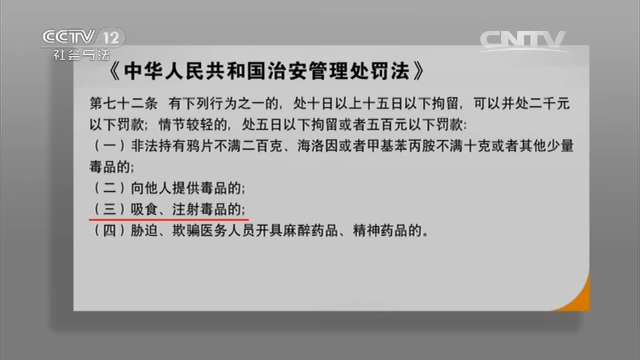 CCTV 12
社会与法
CNTV
《中华人民共和国治安管理处罚法》
第七十二条 有下列行为之一的，处十日以上十五日以下拘留，可以并处二千元
以下罚款；情节较轻的，处五日以下拘留或者五百元以下罚款：
（一）非法持有鸦片不满二百克、海洛因或者甲基苯丙胺不满十克或者其他少量
毒品的；
（二）向他人提供毒品的；
（三）吸食、注射毒品的；
（四）胁迫、欺骗医务人员开具麻醉药品、精神药品的。